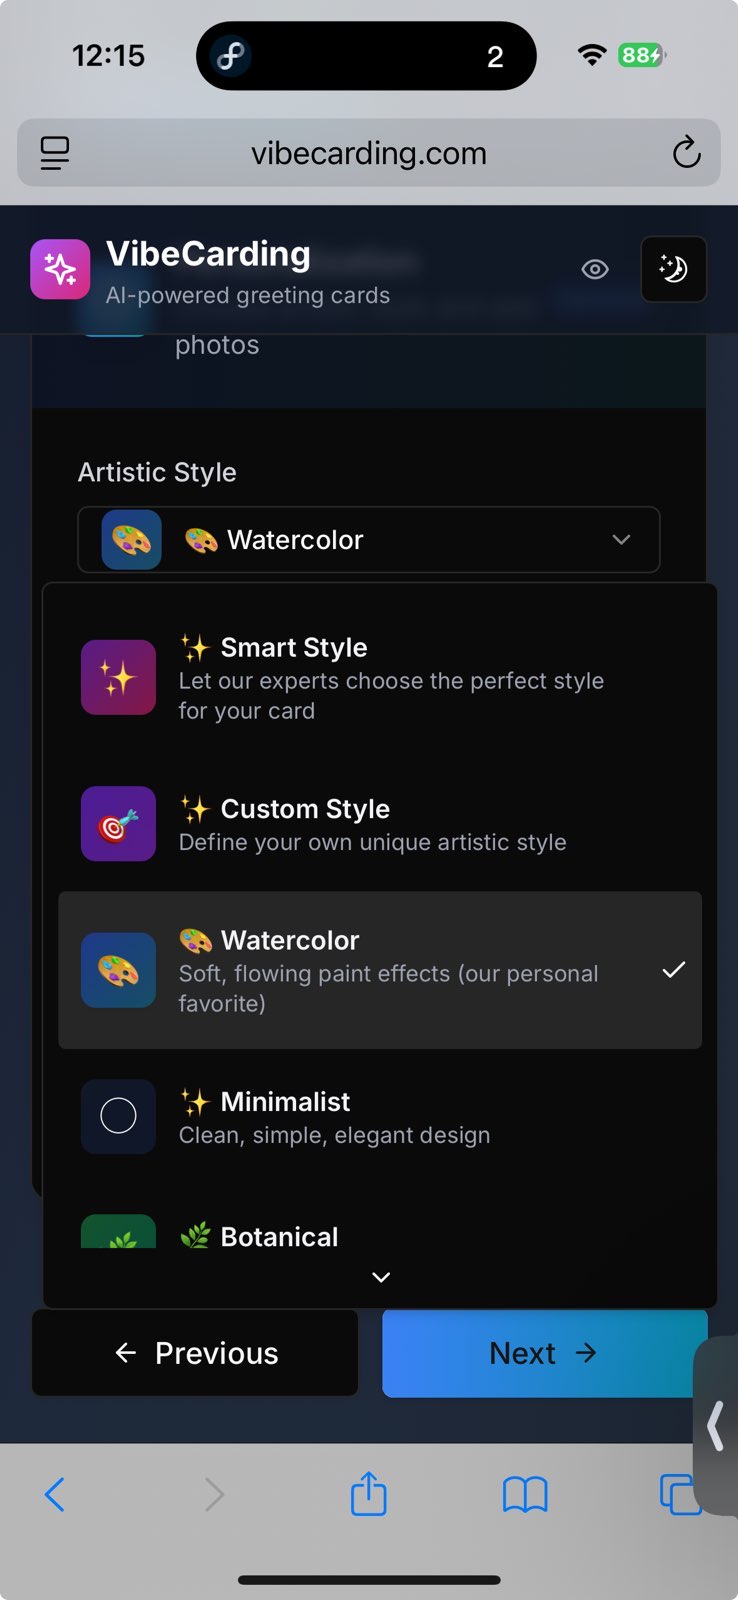 12:15
2
88
vibecarding.com
VibeCarding
AI-powered greeting cards
photos
Artistic Style
🎨 Watercolor
✨ Smart Style
Let our experts choose the perfect style
for your card
✨ Custom Style
Define your own unique artistic style
🎨 Watercolor
Soft, flowing paint effects (our personal
favorite)
✨ Minimalist
Clean, simple, elegant design
🌿 Botanical
← Previous
Next →